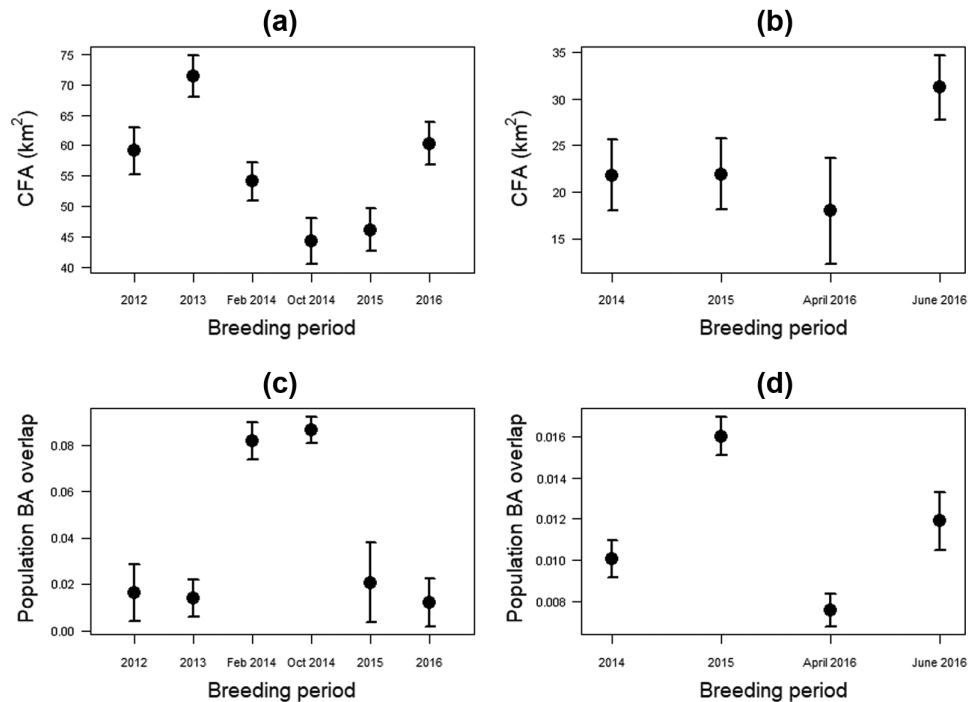 (a)
CFA (km²)
75
70
65
60
55
50
45
40
2012 2013 Feb 2014 Oct 2014 2015 2016
Breeding period
(b)
CFA (km²)
35
30
25
20
15
2014 2015 April 2016 June 2016
Breeding period
(c)
Population BA overlap
0.08
0.06
0.04
0.02
0.00
2012 2013 Feb 2014 Oct 2014 2015 2016
Breeding period
(d)
Population BA overlap
0.016
0.014
0.012
0.010
0.008
2014 2015 April 2016 June 2016
Breeding period